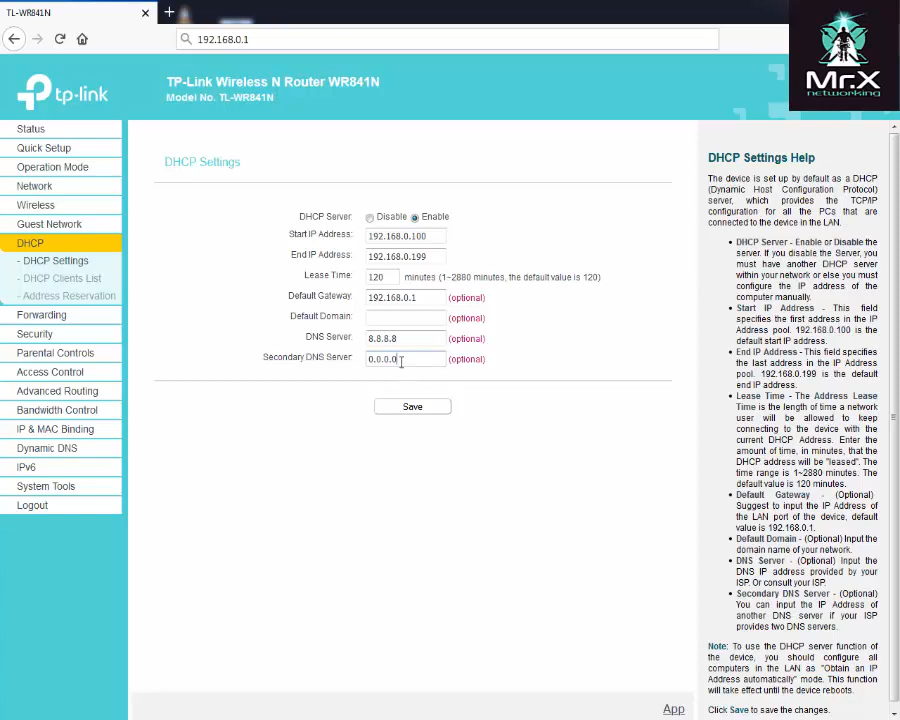 TL-WR841N
192.168.0.1
Mr.X
networking
tp-link
TP-Link Wireless N Router WR841N
Model No. TL-WR841N
Status
Quick Setup
Operation Mode
Network
Wireless
Guest Network
DHCP
- DHCP Settings
- DHCP Clients List
- Address Reservation
Forwarding
Security
Parental Controls
Access Control
Advanced Routing
Bandwidth Control
IP & MAC Binding
Dynamic DNS
IPv6
System Tools
Logout
DHCP Settings
DHCP Server: Disable Enable
Start IP Address: 192.168.0.100
End IP Address: 192.168.0.199
Lease Time: 120 minutes (1~2880 minutes, the default value is 120)
Default Gateway: 192.168.0.1 (optional)
Default Domain: (optional)
DNS Server: 8.8.8.8 (optional)
Secondary DNS Server: 0.0.0.0 (optional)
Save
App
DHCP Settings Help
The device is set up by default as a DHCP
(Dynamic Host Configuration Protocol)
server, which provides the TCP/IP
configuration for all the PCs that are
connected to the device in the LAN.
DHCP Server - Enable or Disable the
server. If you disable the Server, you
must have another DHCP server
within your network or else you must
configure the IP address of the
computer manually.
Start IP Address - This field
specifies the first address in the IP
Address pool. 192.168.0.100 is the
default start IP address.
End IP Address - This field specifies
the last address in the IP Address
pool. 192.168.0.199 is the default
end IP address.
Lease Time - The Address Lease
Time is the length of time a network
user will be allowed to keep
connecting to the device with the
current DHCP Address. Enter the
amount of time, in minutes, that the
DHCP address will be "leased". The
time range is 1~2880 minutes. The
default value is 120 minutes.
Default Gateway - (Optional)
Suggest to input the IP Address of
the LAN port of the device, default
value is 192.168.0.1.
Default Domain - (Optional) Input the
domain name of your network.
DNS Server - (Optional) Input the
DNS IP address provided by your
ISP. Or consult your ISP.
Secondary DNS Server - (Optional)
You can input the IP Address of
another DNS server if your ISP
provides two DNS servers.
Note: To use the DHCP server function of
the device, you should configure all
computers in the LAN as "Obtain an IP
Address automatically" mode. This function
will take effect until the device reboots.
Click Save to save the changes.